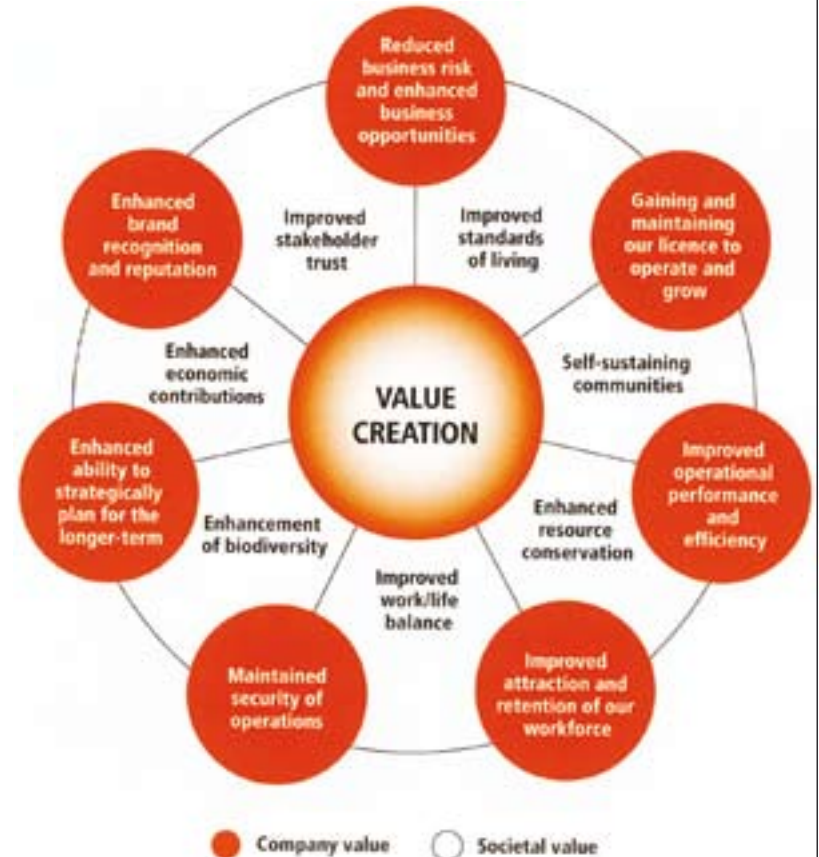 Reduced
business risk
and enhanced
business
opportunities
Enhanced
brand
recognition
and reputation
Improved
stakeholder
trust
Improved
standards
of living
Gaining and
maintaining
our licence to
operate and
grow
Enhanced
economic
contributions
VALUE
CREATION
Self-sustaining
communities
Enhanced
ability to
strategically
plan for the
longer-term
Enhancement
of biodiversity
Enhanced
resource
conservation
Improved
operational
performance
and
efficiency
Improved
work/life
balance
Maintained
security of
operations
Improved
attraction and
retention of our
workforce
Company value
Societal value